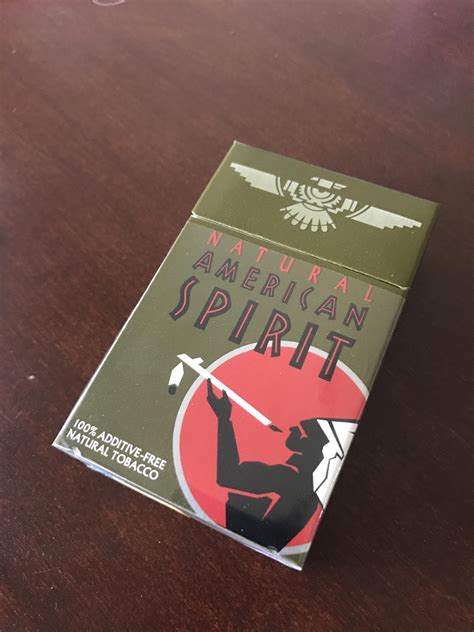 NATURAL
AMERICAN
SPIRIT
100% ADDITIVE-FREE
NATURAL TOBACCO